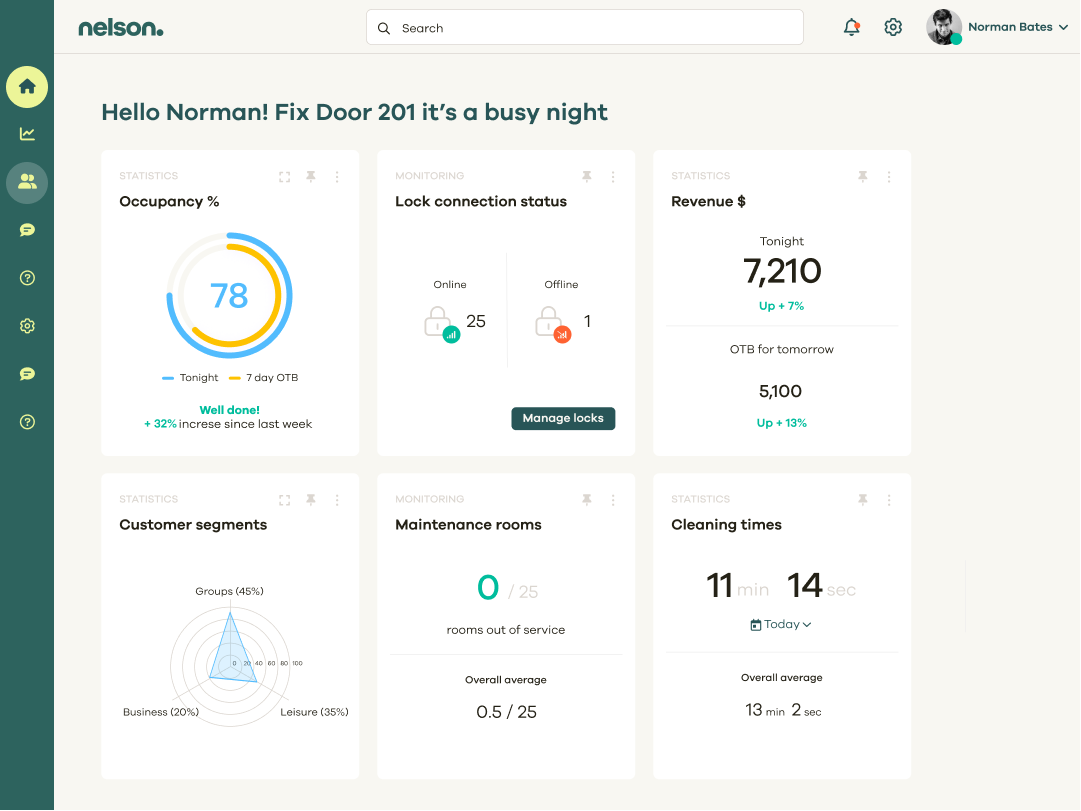 nelson.
Search
Norman Bates
Hello Norman! Fix Door 201 it's a busy night
STATISTICS
Occupancy %
78
Tonight
7 day OTB
Well done!
+ 32% increse since last week
MONITORING
Lock connection status
Online
25
Offline
1
Manage locks
STATISTICS
Revenue $
Tonight
7,210
Up + 7%
OTB for tomorrow
5,100
Up + 13%
STATISTICS
Customer segments
Groups (45%)
0 20 40 60 80 100
Business (20%)
Leisure (35%)
MONITORING
Maintenance rooms
0 / 25
rooms out of service
Overall average
0.5 / 25
STATISTICS
Cleaning times
11 min 14 sec
Today
Overall average
13 min 2 sec